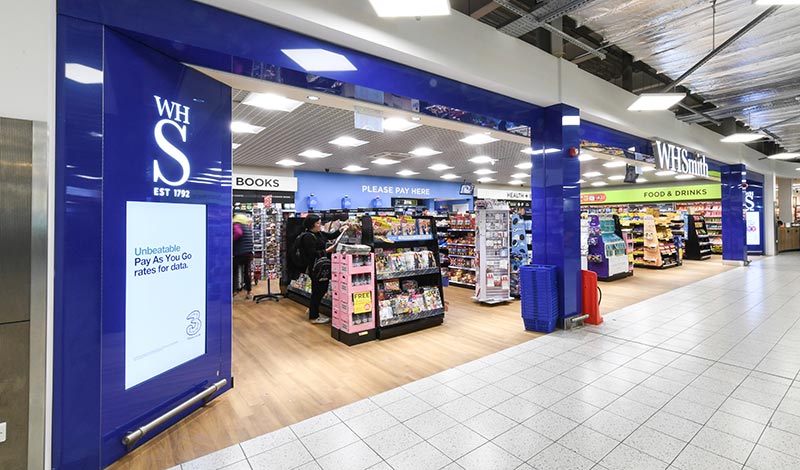 WH
S
EST 1792
Unbeatable
Pay As You Go
rates for data.
3
BOOKS
PLEASE PAY HERE
HEALTH +
FREE
WHSmith
FOOD & DRINKS
WH
S